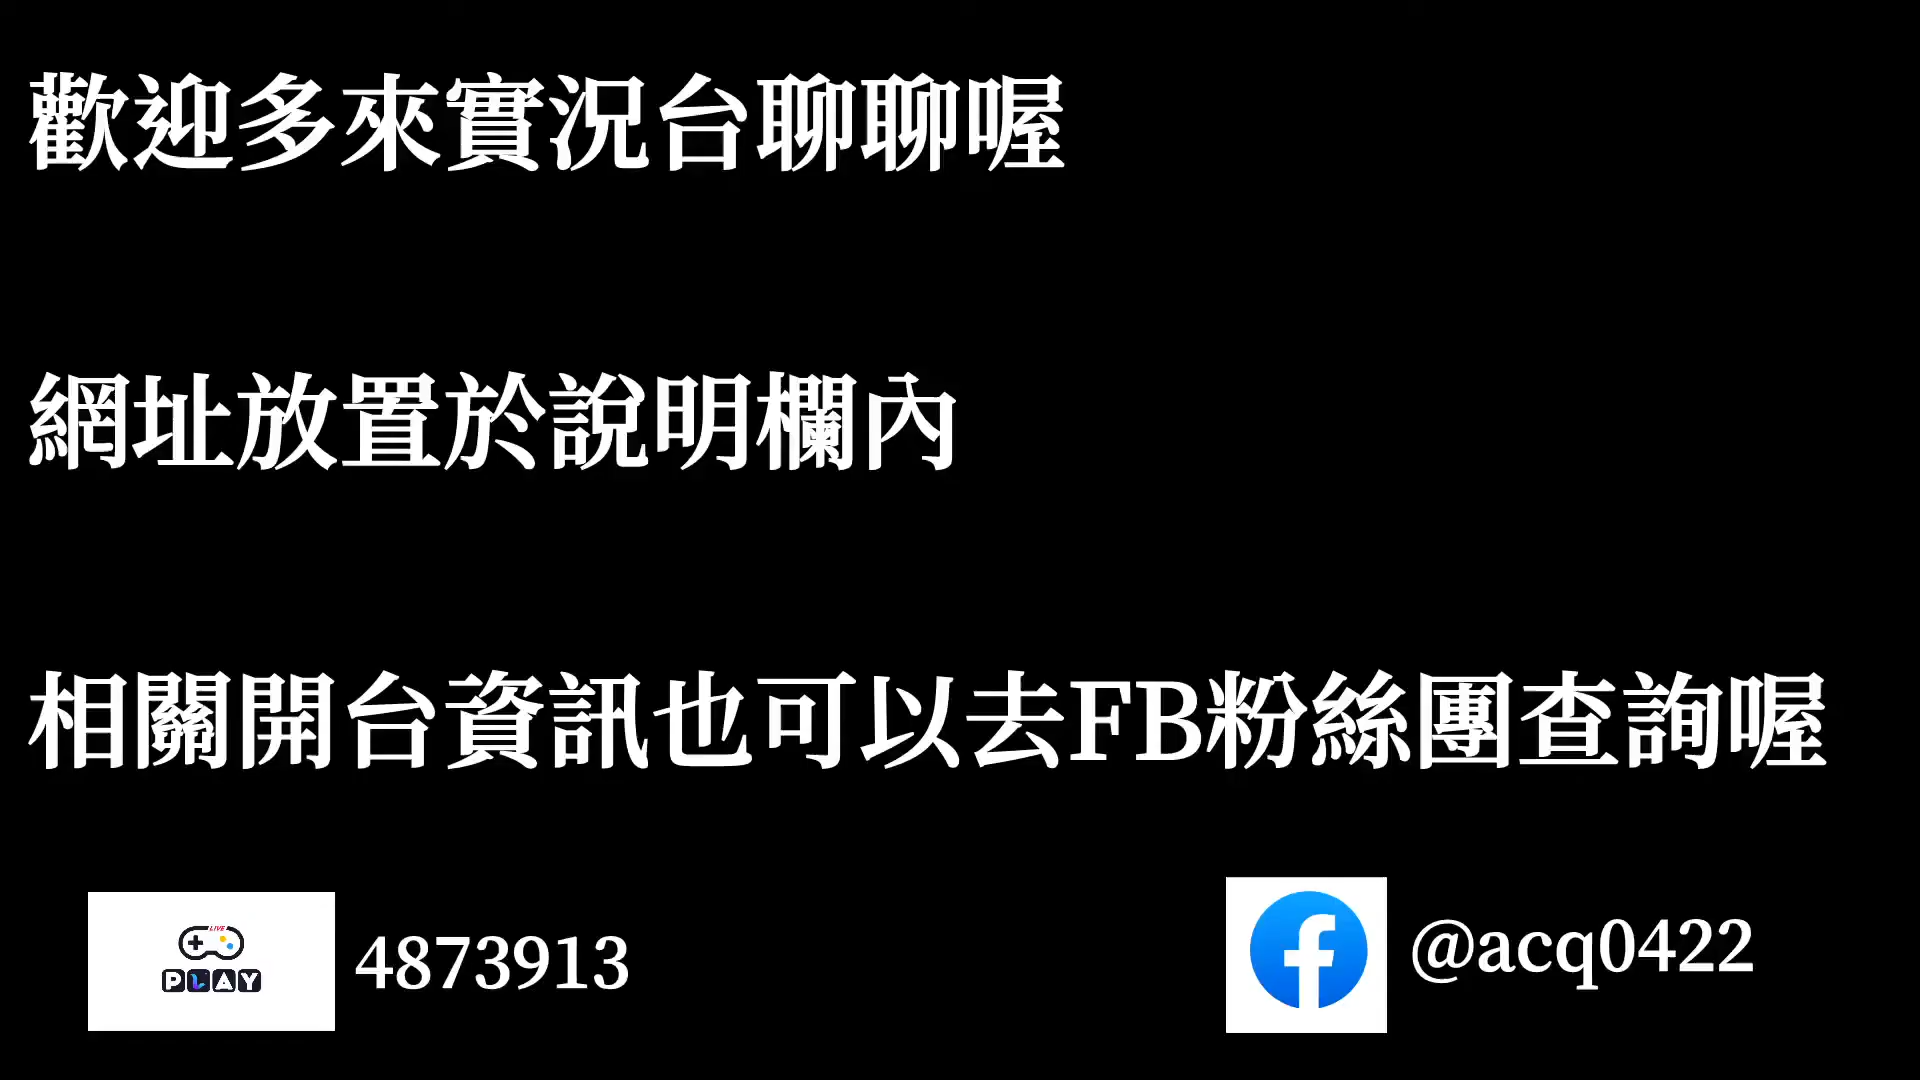 歡迎多來實況台聊聊喔
網址放置於說明欄內
相關開台資訊也可以去FB粉絲團查詢喔
LIVE
PLAY
4873913
@acq0422